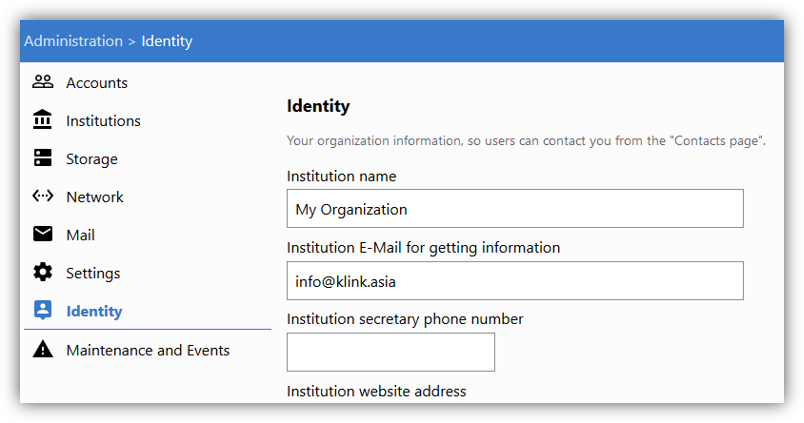 Administration > Identity
Accounts
Institutions
Storage
Network
Mail
Settings
Identity
Maintenance and Events
Identity
Your organization information, so users can contact you from the "Contacts page".
Institution name
My Organization
Institution E-Mail for getting information
info@klink.asia
Institution secretary phone number
Institution website address